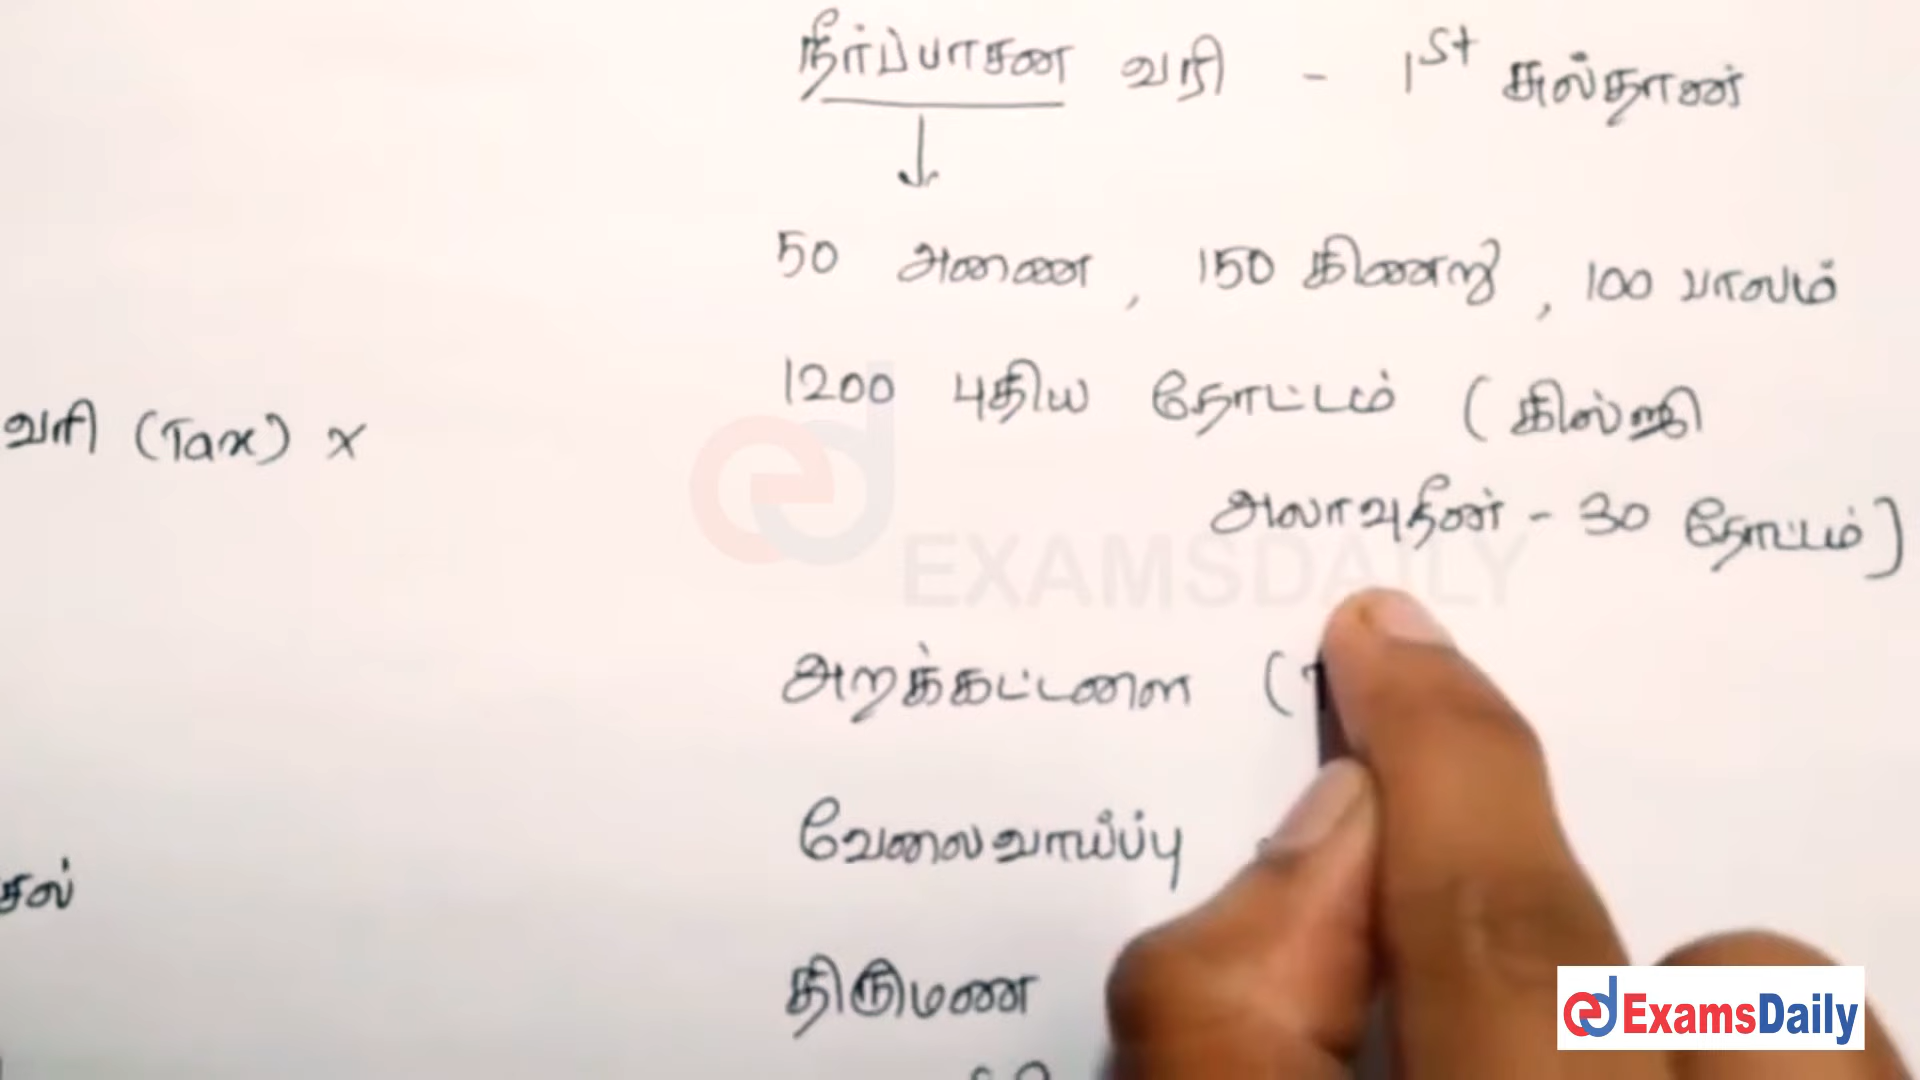 நீர்ப்பாசன வரி - 1st சுல்தான்
50 அணை, 150 கிணறு, 100 பாலம்
1200 புதிய தோட்டம் (கில்ஜி
வரி (Tax) x
அலாவுதீன் - 30 தோட்டம்)
EXAMSDAILY
அறக்கட்டளை (
வேலைவாய்ப்பு
திருமண
ExamsDaily